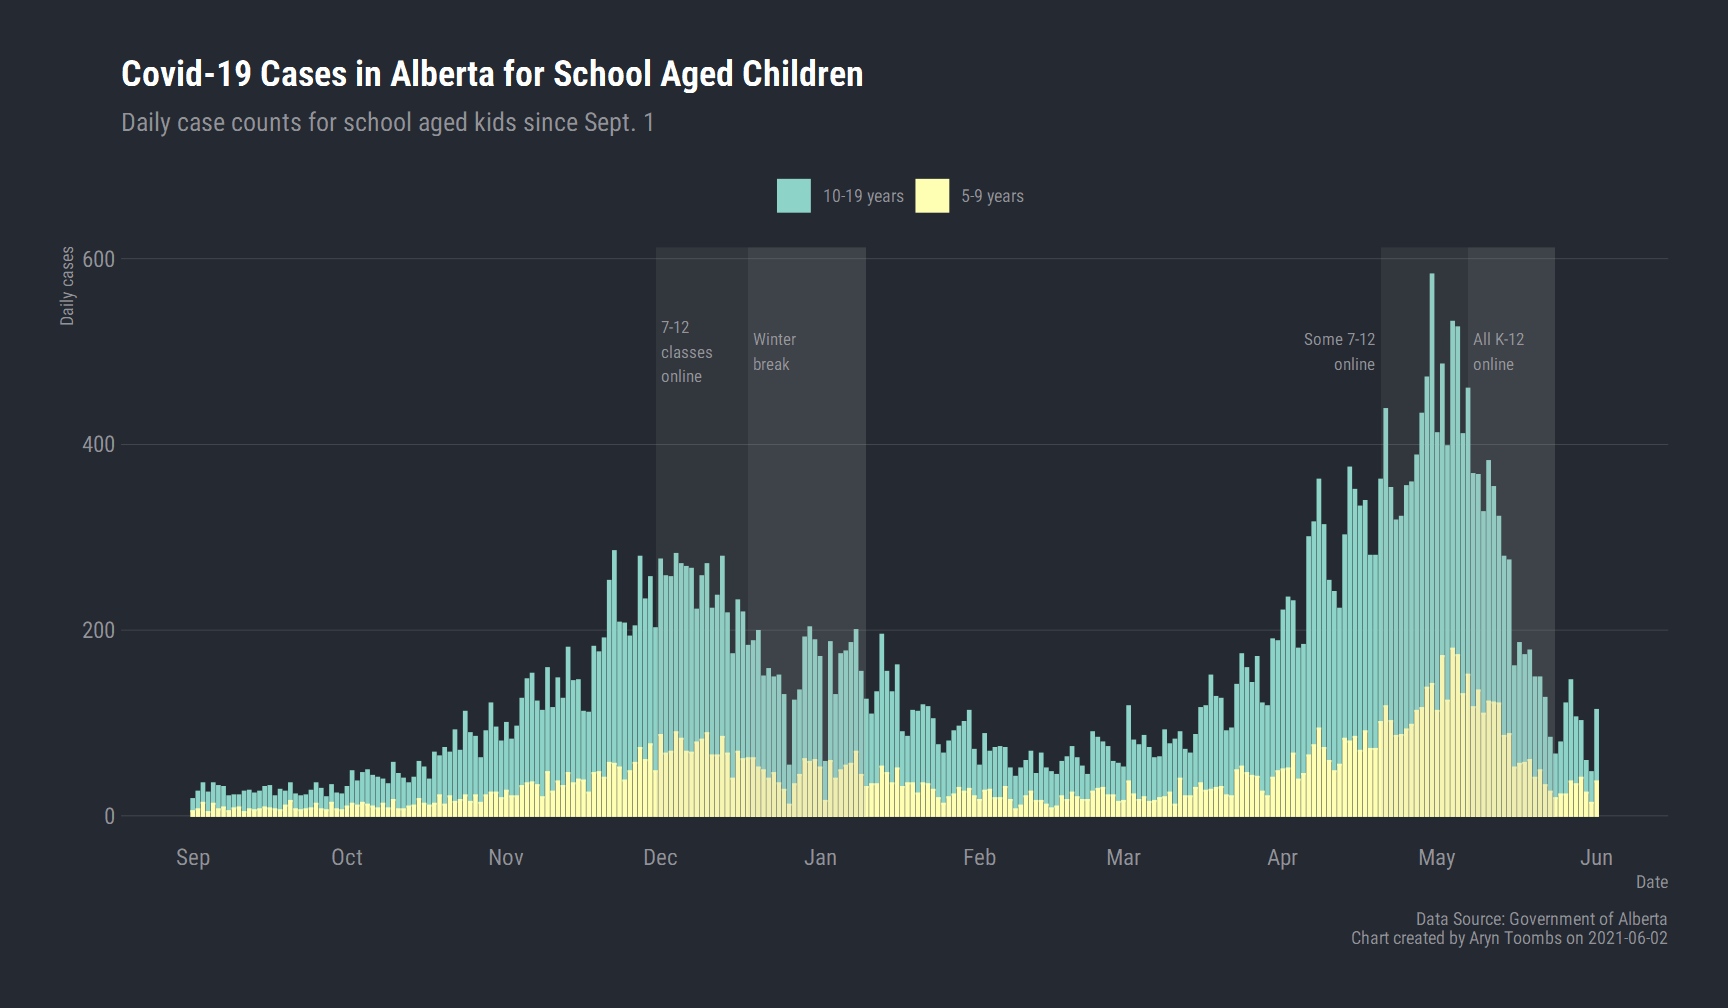 Covid-19 Cases in Alberta for School Aged Children
Daily case counts for school aged kids since Sept. 1
10-19 years
5-9 years
Daily cases
600
400
200
0
7-12
classes
online
Winter
break
Some 7-12
online
All K-12
online
Sep Oct Nov Dec Jan Feb Mar Apr May Jun
Date
Data Source: Government of Alberta
Chart created by Aryn Toombs on 2021-06-02